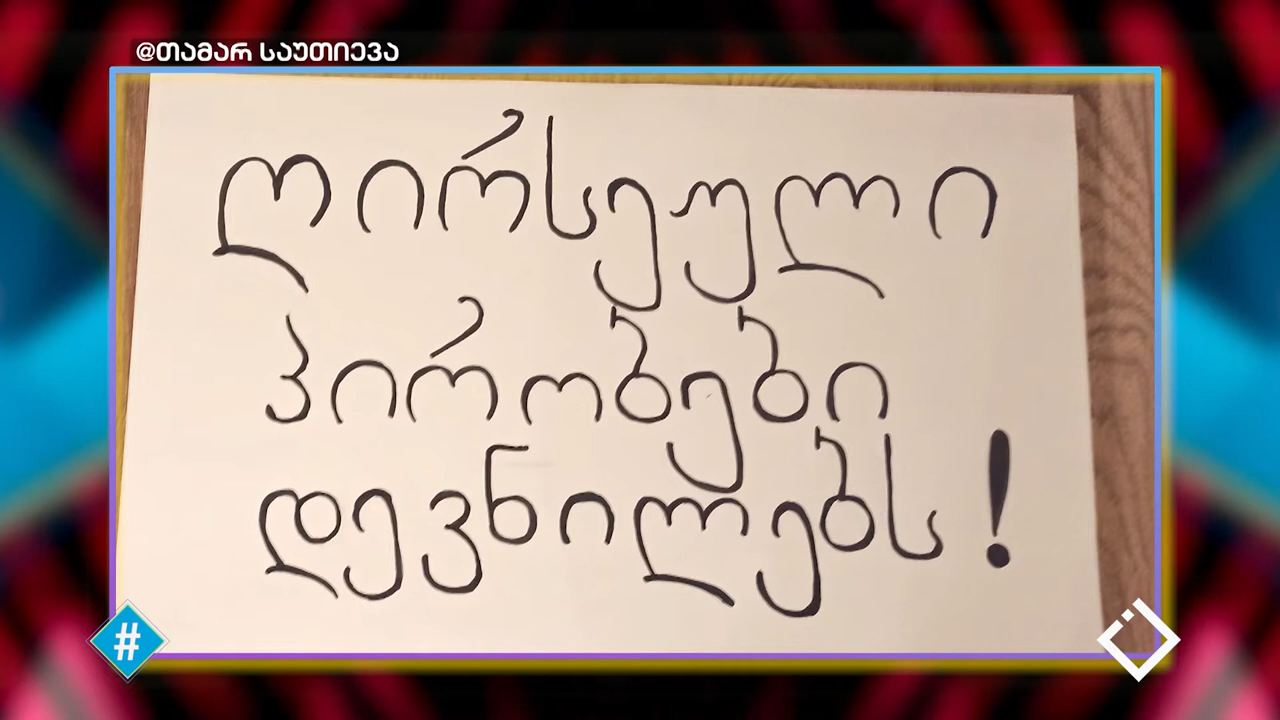 @თამარ საუთიევა
ღირსეული
პირობები
დევნილებს!
#